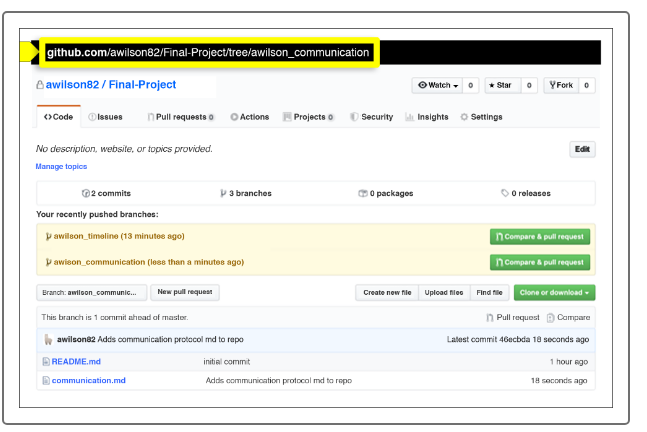 github.com/awilson82/Final-Project/tree/awilson_communication
awilson82 / Final-Project
Watch 0 Star 0 Fork 0
Code Issues Pull requests 0 Actions Projects 0 Security Insights Settings
No description, website, or topics provided. Edit
Manage topics
2 commits 3 branches 0 packages 0 releases
Your recently pushed branches:
awilson_timeline (13 minutes ago) Compare & pull request
awison_communication (less than a minutes ago) Compare & pull request
Branch: awilson_communic... New pull request Create new file Upload files Find file Clone or download
This branch is 1 commit ahead of master. Pull request Compare
awilson82 Adds communication protocol md to repo Latest commit 46ecbda 18 seconds ago
README.md initial commit 1 hour ago
communication.md Adds communication protocol md to repo 18 seconds ago